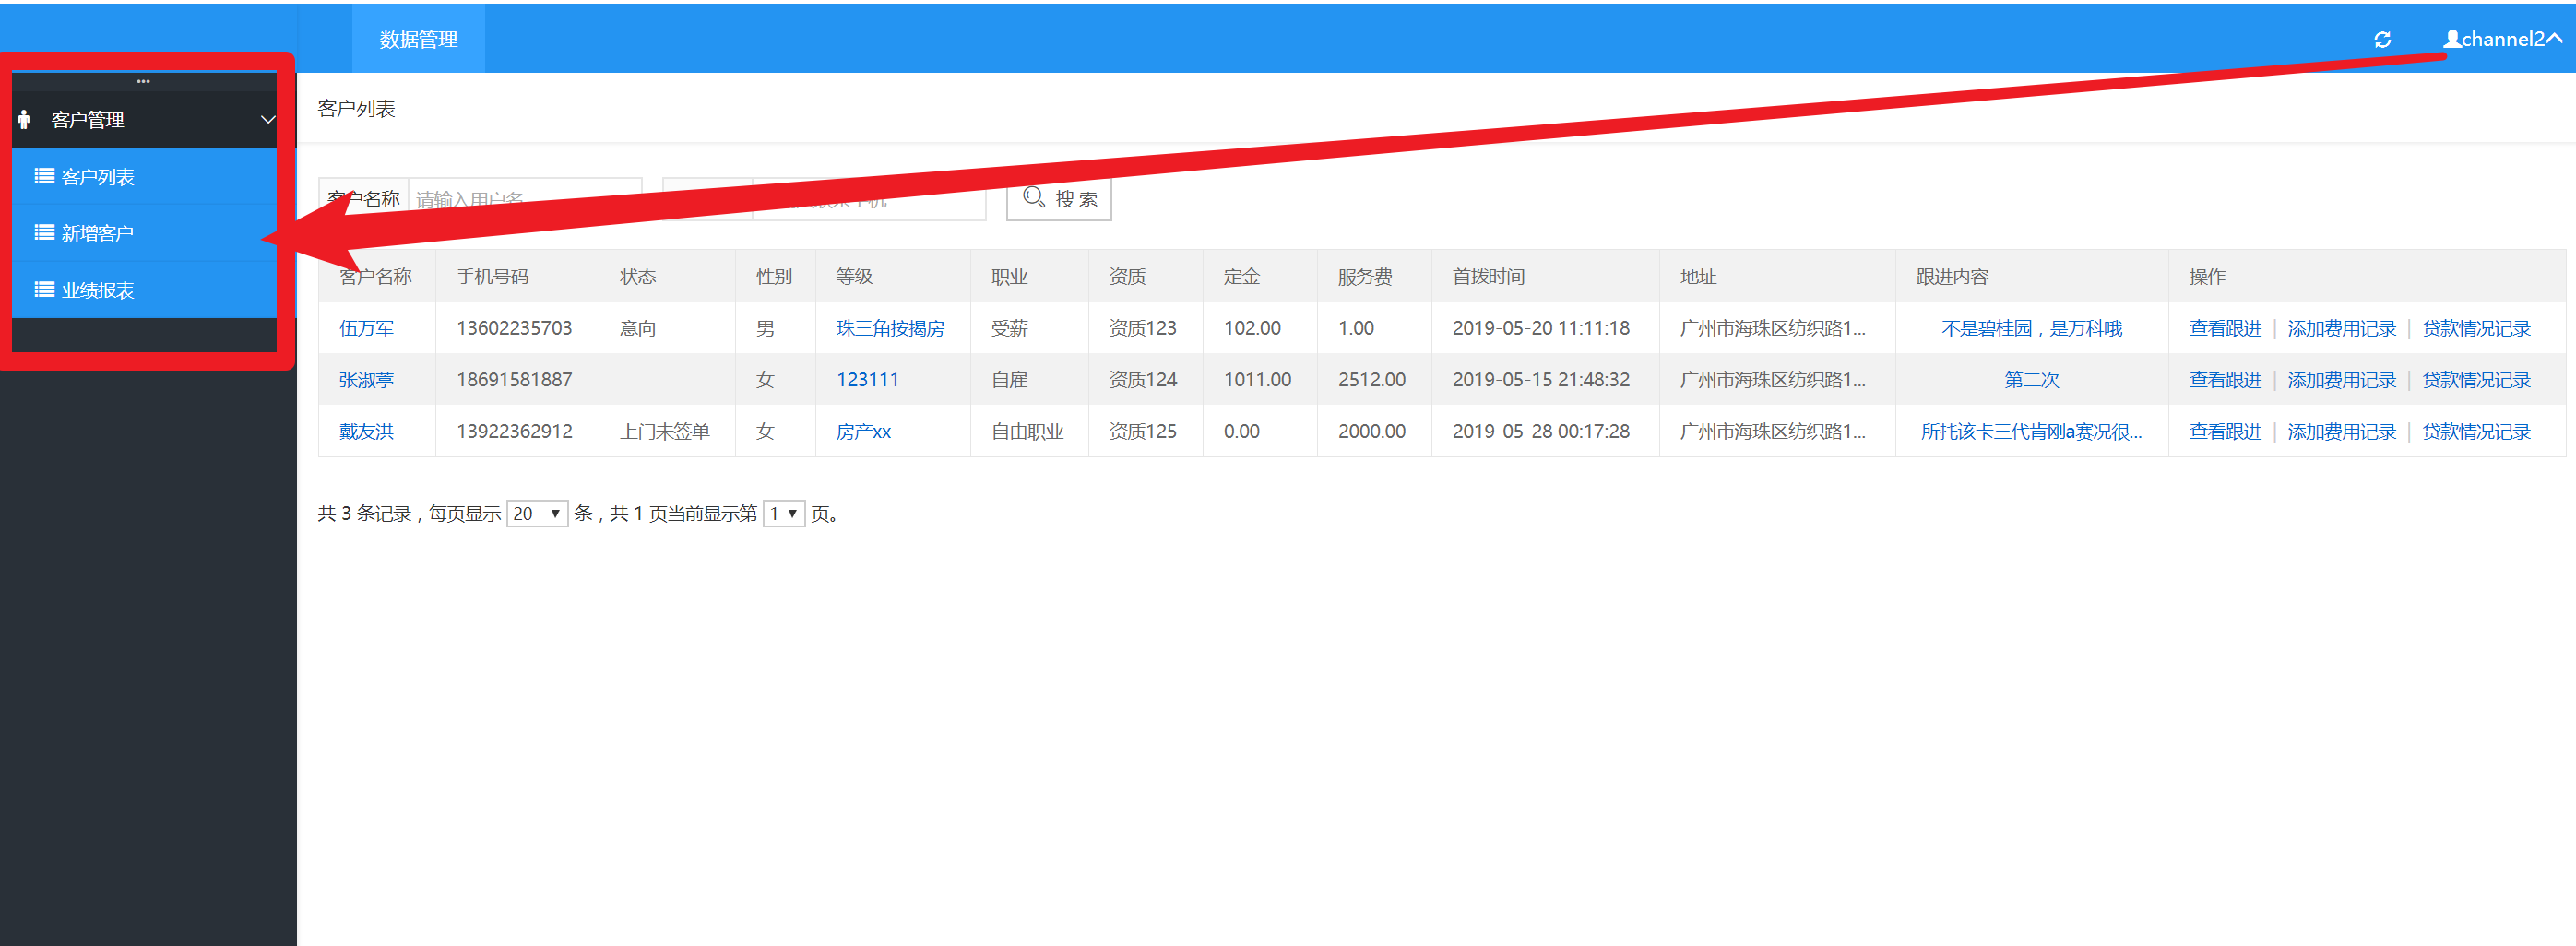 数据管理
channel2
客户管理
客户列表
新增客户
业绩报表
客户列表
客户名称 请输入用户名
搜 索
客户名称 手机号码 状态 性别 等级 职业 资质 定金 服务费 首拨时间 地址 跟进内容 操作
伍万军 13602235703 意向 男 珠三角按揭房 受薪 资质123 102.00 1.00 2019-05-20 11:11:18 广州市海珠区纺织路1... 不是碧桂园，是万科哦 查看跟进 | 添加费用记录 | 贷款情况记录
张淑葶 18691581887 女 123111 自雇 资质124 1011.00 2512.00 2019-05-15 21:48:32 广州市海珠区纺织路1... 第二次 查看跟进 | 添加费用记录 | 贷款情况记录
戴友洪 13922362912 上门未签单 女 房产xx 自由职业 资质125 0.00 2000.00 2019-05-28 00:17:28 广州市海珠区纺织路1... 所托该卡三代肯刚a赛况很... 查看跟进 | 添加费用记录 | 贷款情况记录
共 3 条记录，每页显示 20 条，共 1 页当前显示第 1 页。